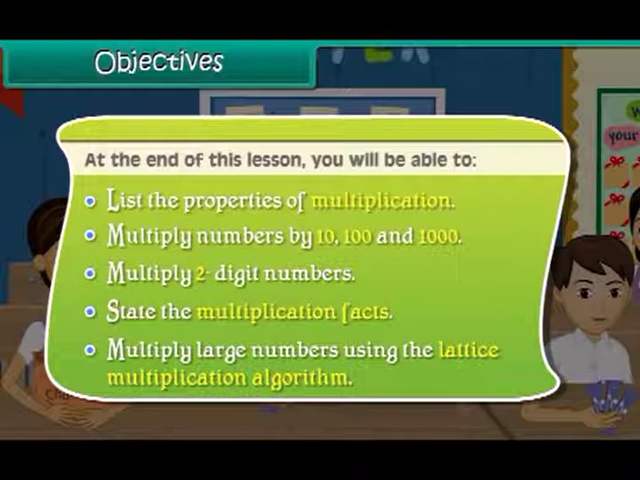 Objectives
At the end of this lesson, you will be able to:
List the properties of multiplication.
Multiply numbers by 10, 100 and 1000.
Multiply 2- digit numbers.
State the multiplication facts.
Multiply large numbers using the lattice
multiplication algorithm.
your